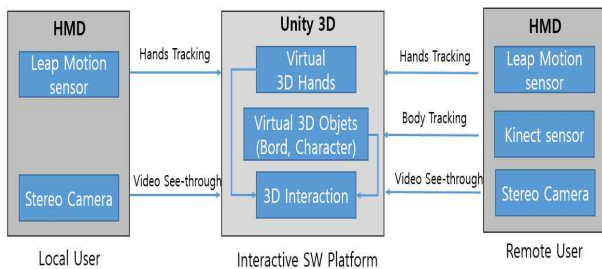 HMD
Leap Motion
sensor
Stereo Camera
Local User
Hands Tracking
Video See-through
Unity 3D
Virtual
3D Hands
Virtual 3D Objets
(Bord, Character)
3D Interaction
Interactive SW Platform
Hands Tracking
Body Tracking
Video See-through
HMD
Leap Motion
sensor
Kinect sensor
Stereo Camera
Remote User